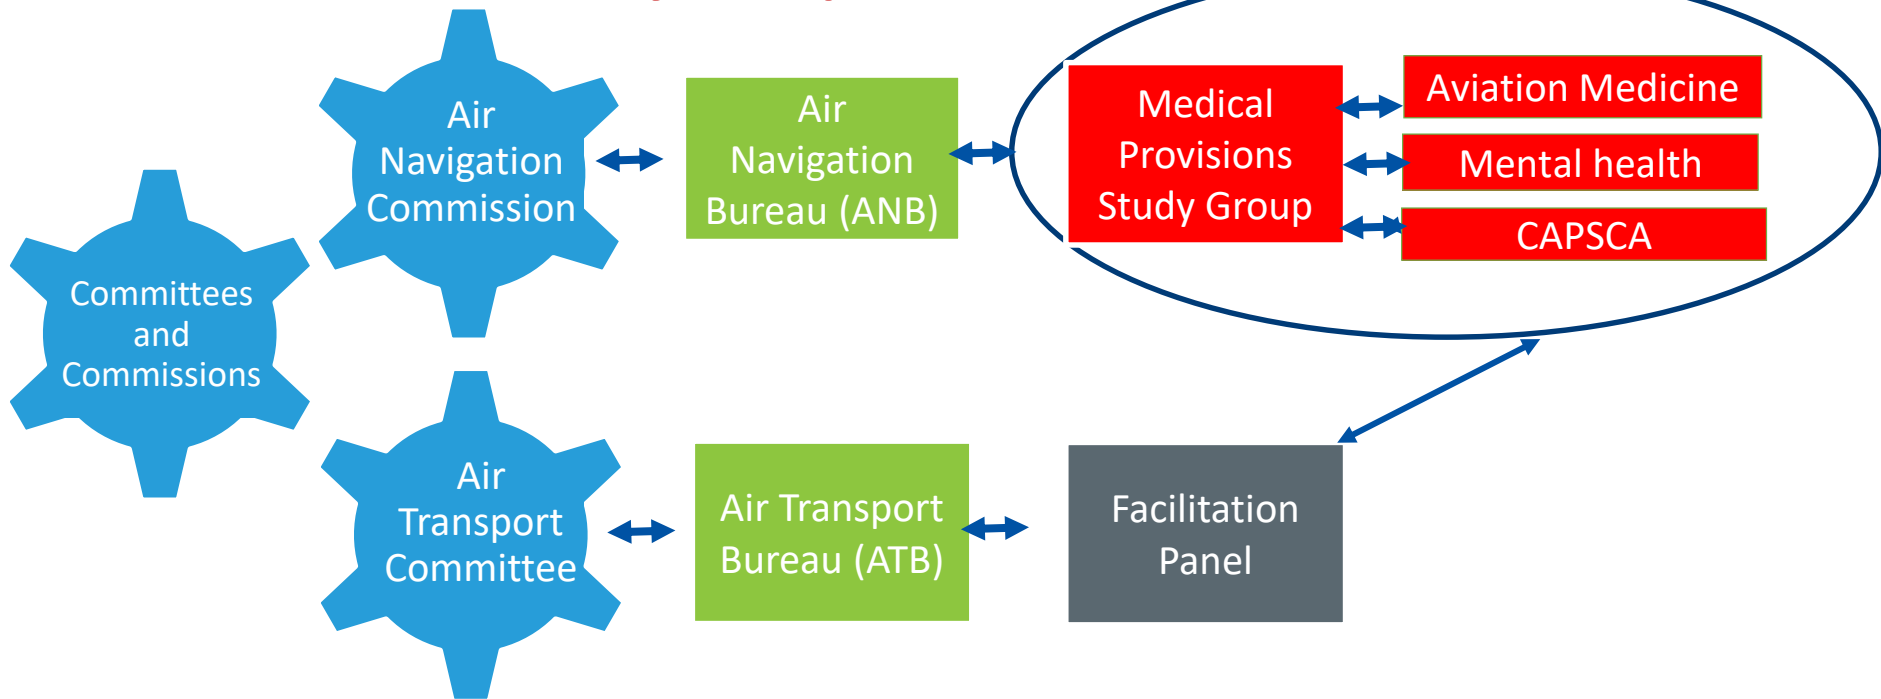 Committees
and
Commissions
Air
Navigation
Commission
Air
Navigation
Bureau (ANB)
Medical
Provisions
Study Group
Aviation Medicine
Mental health
CAPSCA
Air
Transport
Committee
Air Transport
Bureau (ATB)
Facilitation
Panel